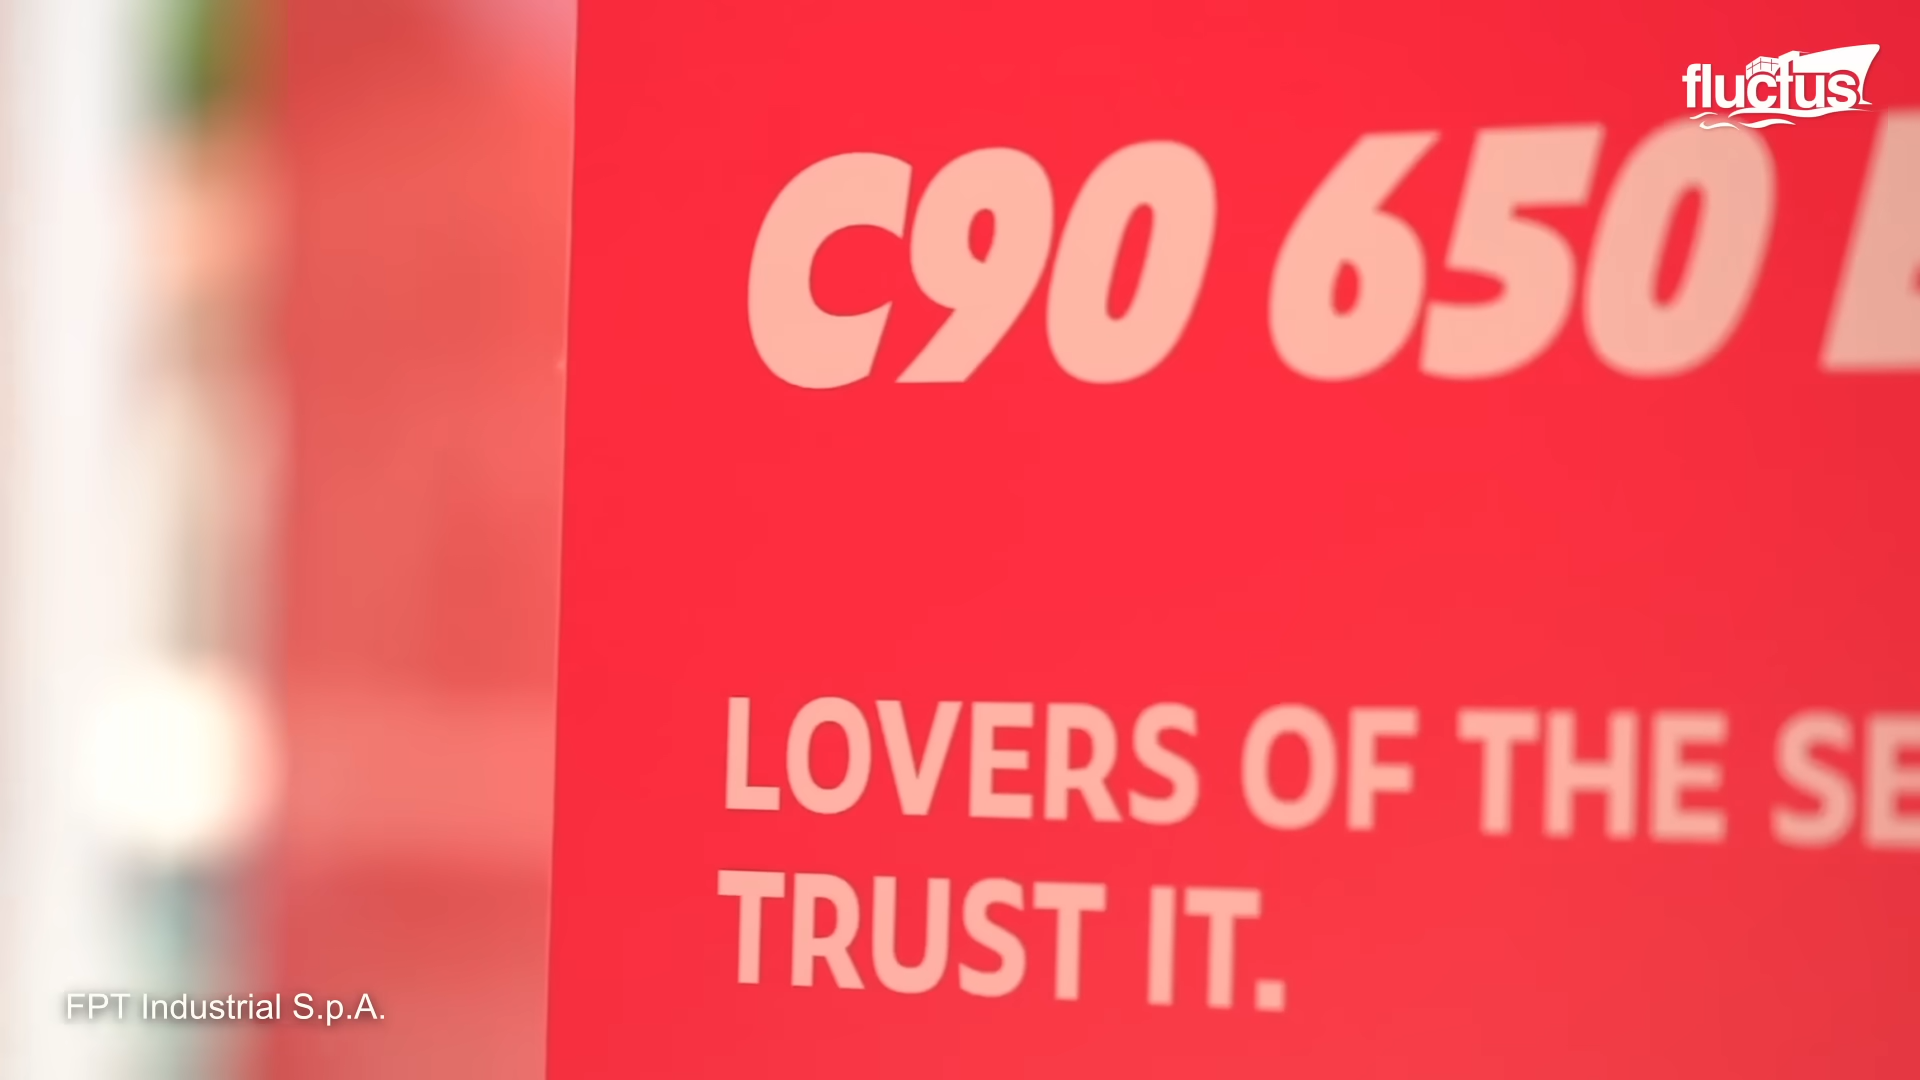 fluctus
C90 650
LOVERS OF THE
TRUST IT.
FPT Industrial S.p.A.